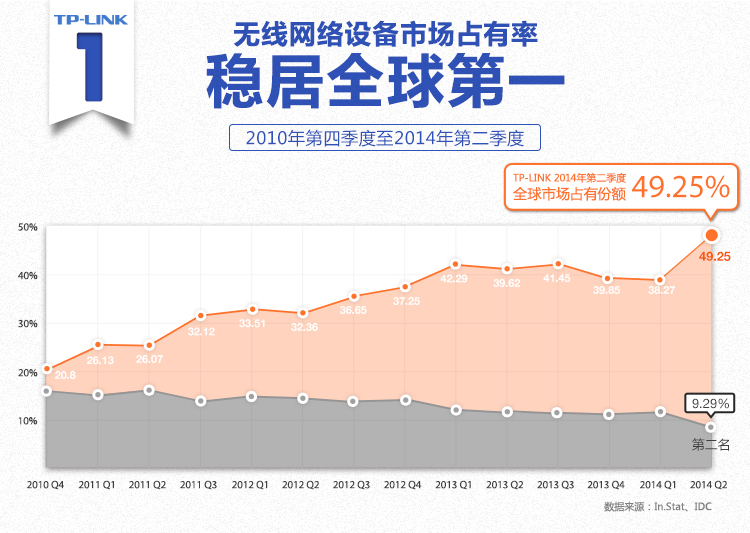 TP-LINK
1
无线网络设备市场占有率
稳居全球第一
2010年第四季度至2014年第二季度
TP-LINK 2014年第二季度
全球市场占有份额 49.25%
50%
40%
30%
20%
10%
20.8
26.13
26.07
32.12
33.51
32.36
36.65
37.25
42.29
39.62
41.45
39.85
38.27
49.25
9.29%
第二名
2010 Q4 2011 Q1 2011 Q2 2011 Q3 2012 Q1 2012 Q2 2012 Q3 2012 Q4 2013 Q1 2013 Q2 2013 Q3 2013 Q4 2014 Q1 2014 Q2
数据来源：In.Stat、IDC